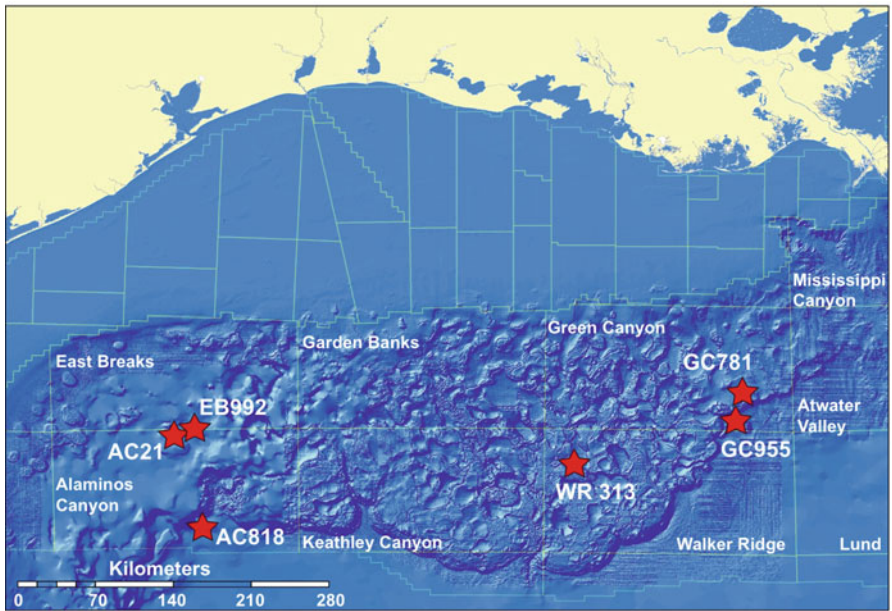 Mississippi
Canyon
Green Canyon
Garden Banks
East Breaks
GC781
EB992
Atwater
Valley
AC21
GC955
Alaminos
Canyon
WR 313
AC818
Keathley Canyon
Walker Ridge
Lund
Kilometers
0 70 140 210 280